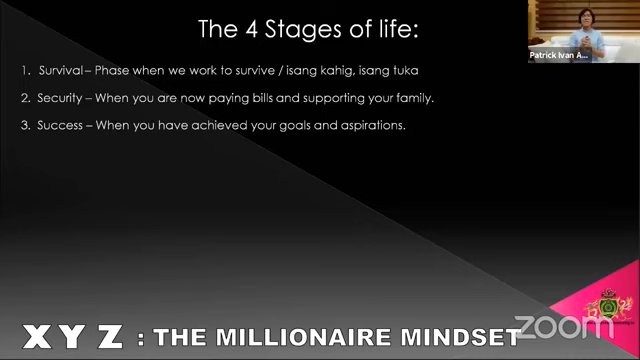 The 4 Stages of life:
Patrick Ivan A...
1. Survival – Phase when we work to survive / isang kahig, isang tuka
2. Security – When you are now paying bills and supporting your family.
3. Success – When you have achieved your goals and aspirations.
X Y Z : THE MILLIONAIRE MINDSET
zoom